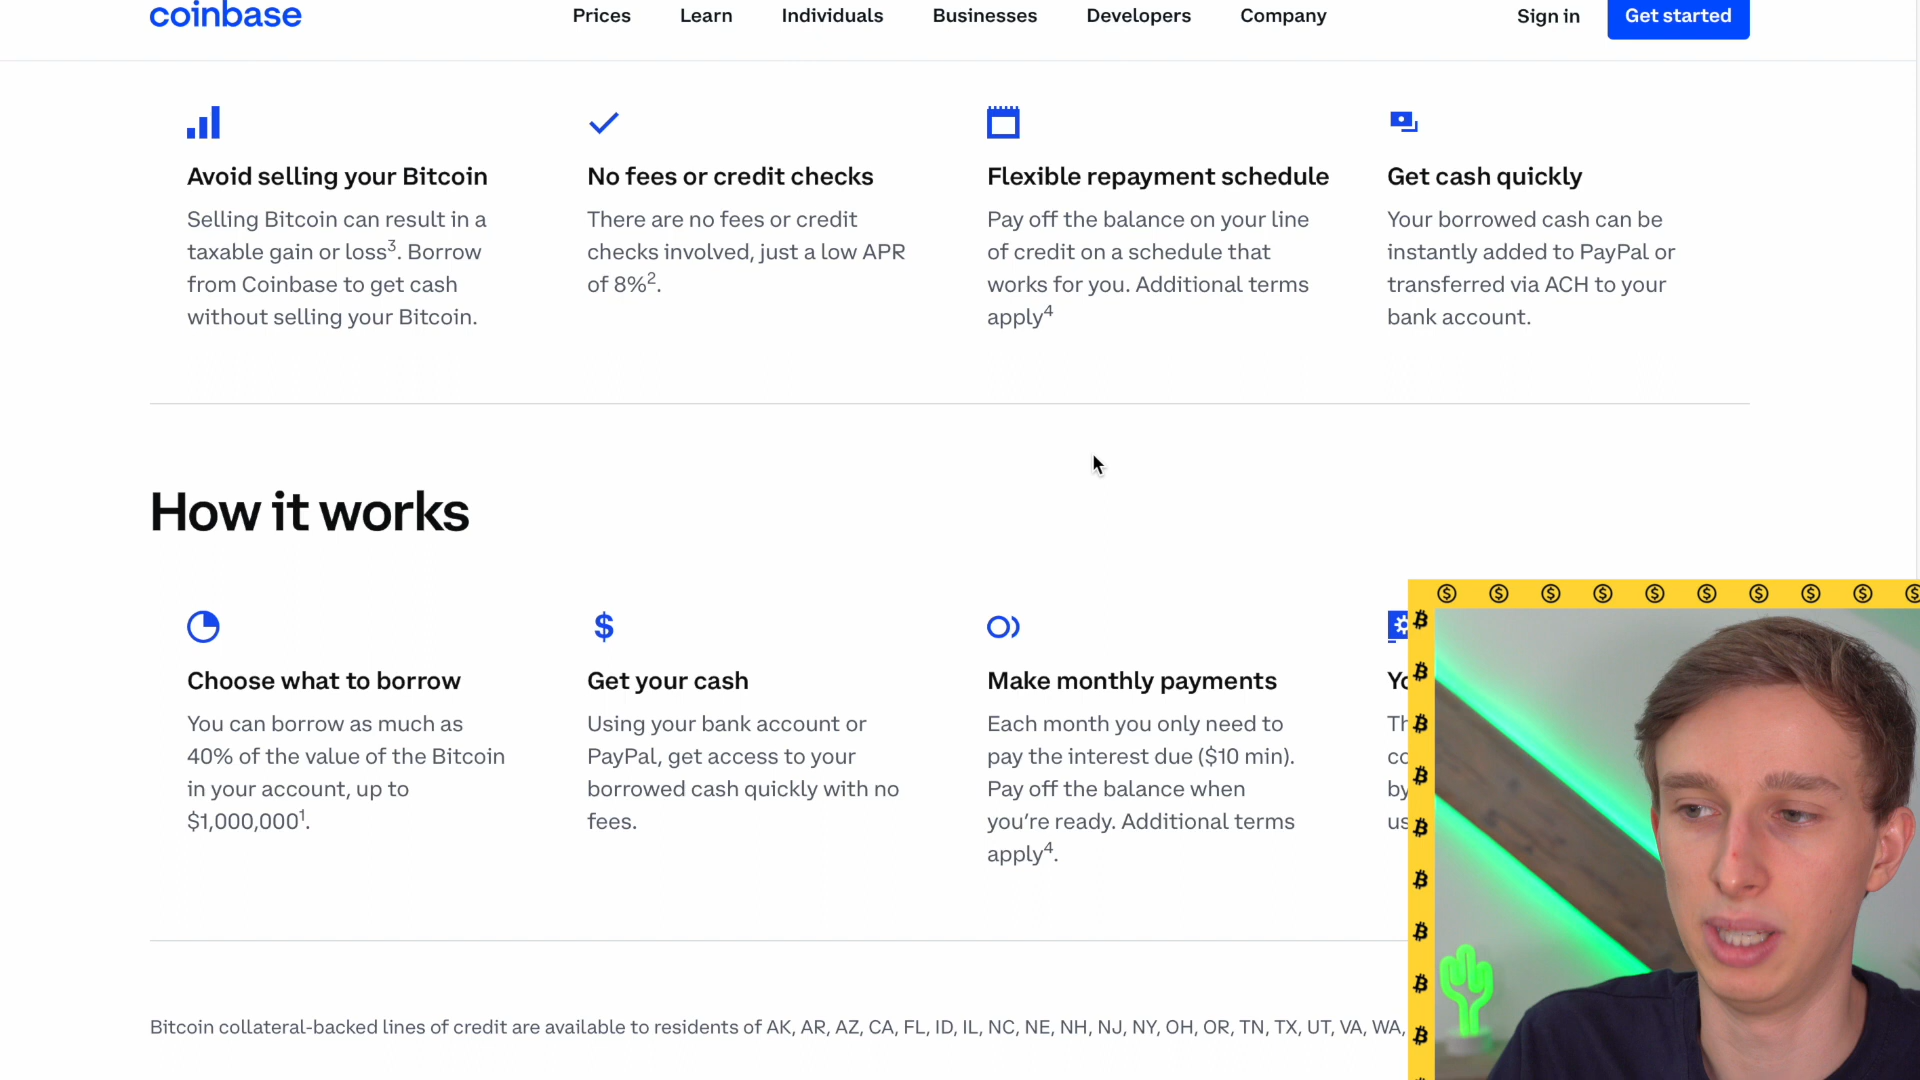 coinbase
Prices
Learn
Individuals
Businesses
Developers
Company
Sign in
Get started
Avoid selling your Bitcoin
Selling Bitcoin can result in a
taxable gain or loss3. Borrow
from Coinbase to get cash
without selling your Bitcoin.
No fees or credit checks
There are no fees or credit
checks involved, just a low APR
of 8%2.
Flexible repayment schedule
Pay off the balance on your line
of credit on a schedule that
works for you. Additional terms
apply4
Get cash quickly
Your borrowed cash can be
instantly added to PayPal or
transferred via ACH to your
bank account.
How it works
Choose what to borrow
You can borrow as much as
40% of the value of the Bitcoin
in your account, up to
$1,000,0001.
Get your cash
Using your bank account or
PayPal, get access to your
borrowed cash quickly with no
fees.
Make monthly payments
Each month you only need to
pay the interest due ($10 min).
Pay off the balance when
you're ready. Additional terms
apply4.
by
Bitcoin collateral-backed lines of credit are available to residents of AK, AR, AZ, CA, FL, ID, IL, NC, NE, NH, NJ, NY, OH, OR, TN, TX, UT, VA, WA,